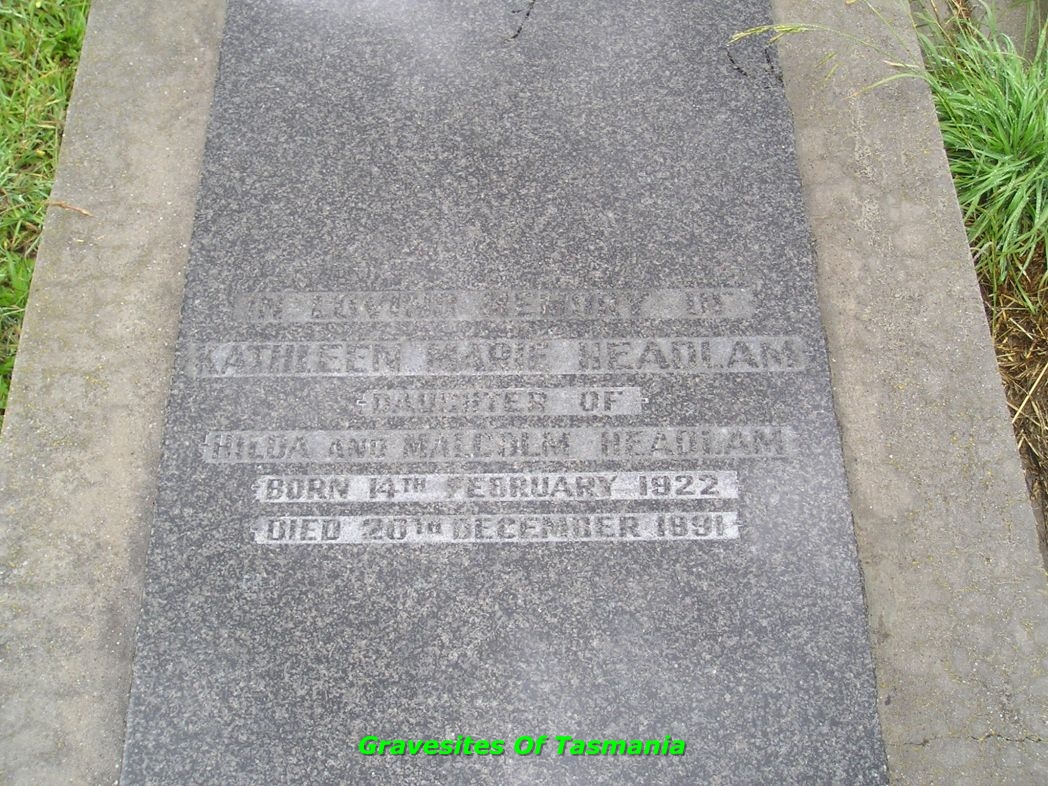 IN LOVING MEMORY OF
KATHLEEN MARIE HEADLAM
DAUGHTER OF
HILDA AND MALCOLM HEADLAM
BORN 14TH FEBRUARY 1922
DIED 20TH DECEMBER 1991
Gravesites Of Tasmania